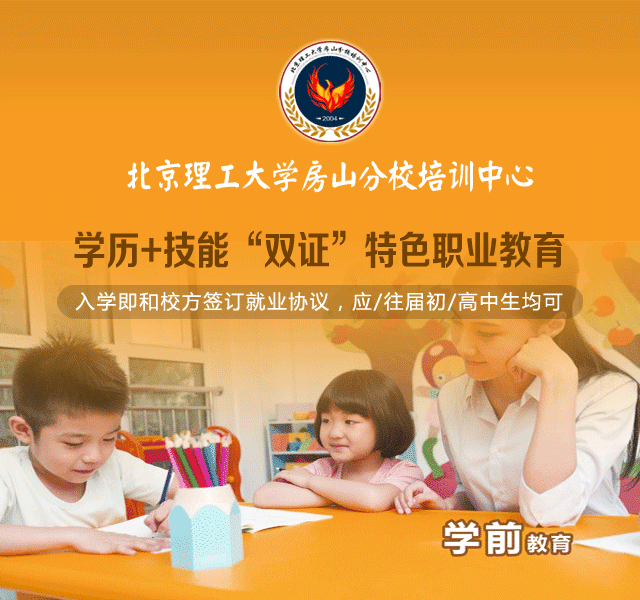 北京理工大学房山分校培训中心
2004
北京理工大学房山分校培训中心
学历+技能“双证”特色职业教育
入学即和校方签订就业协议，应/往届初/高中生均可
学前教育